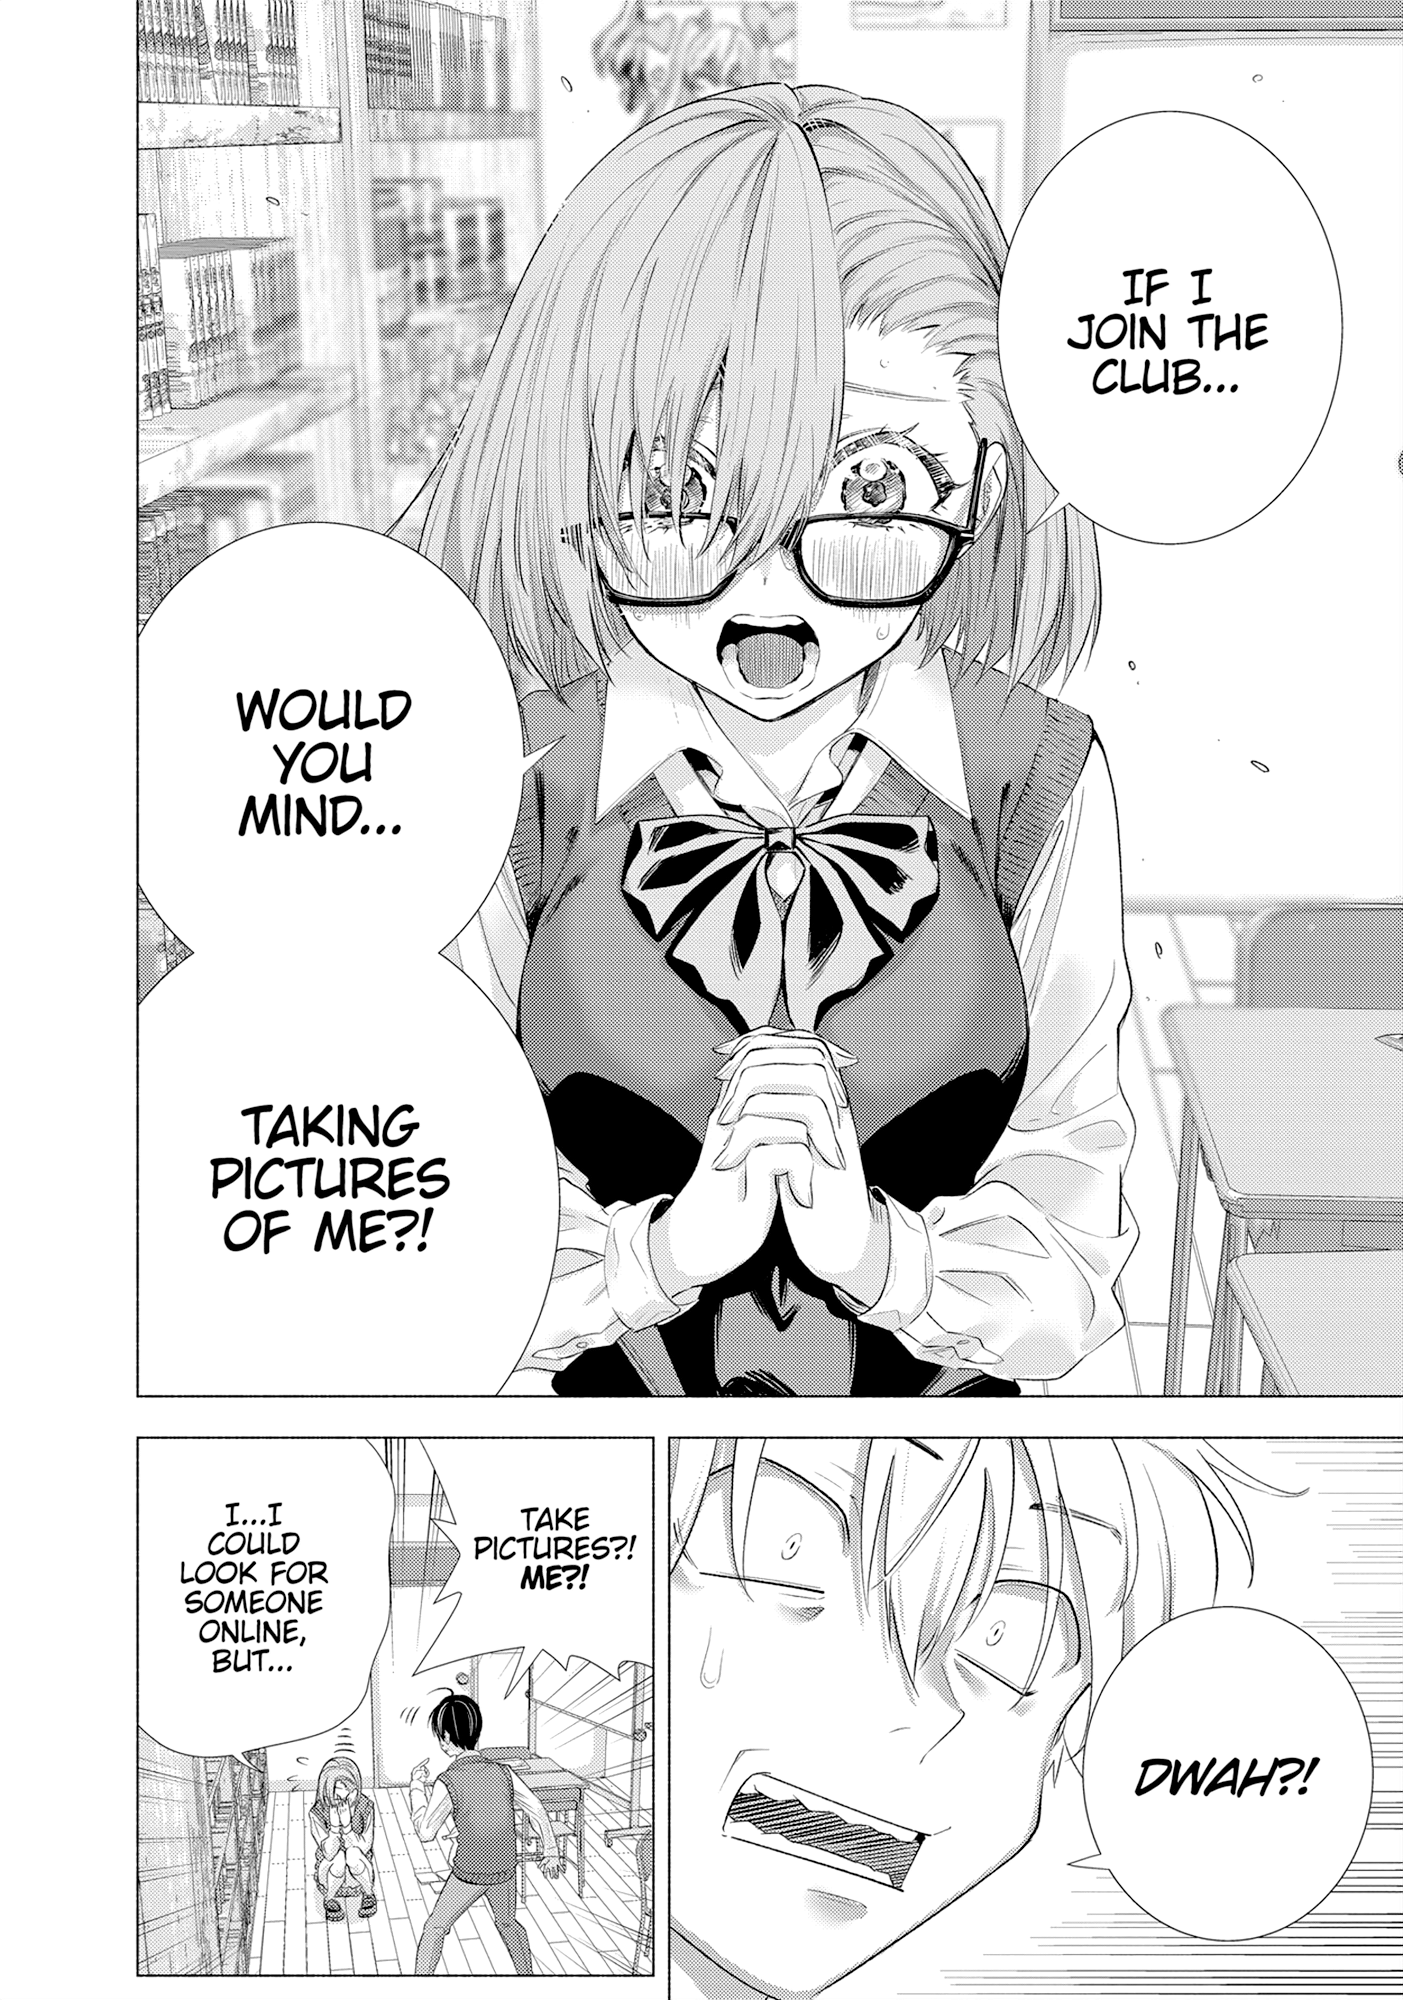 IF I
JOIN THE
CLUB...
WOULD
YOU
MIND...
TAKING
PICTURES
OF ME?!
DWAH?!
TAKE
PICTURES?!
ME?!
I...I
COULD
LOOK FOR
SOMEONE
ONLINE,
BUT...